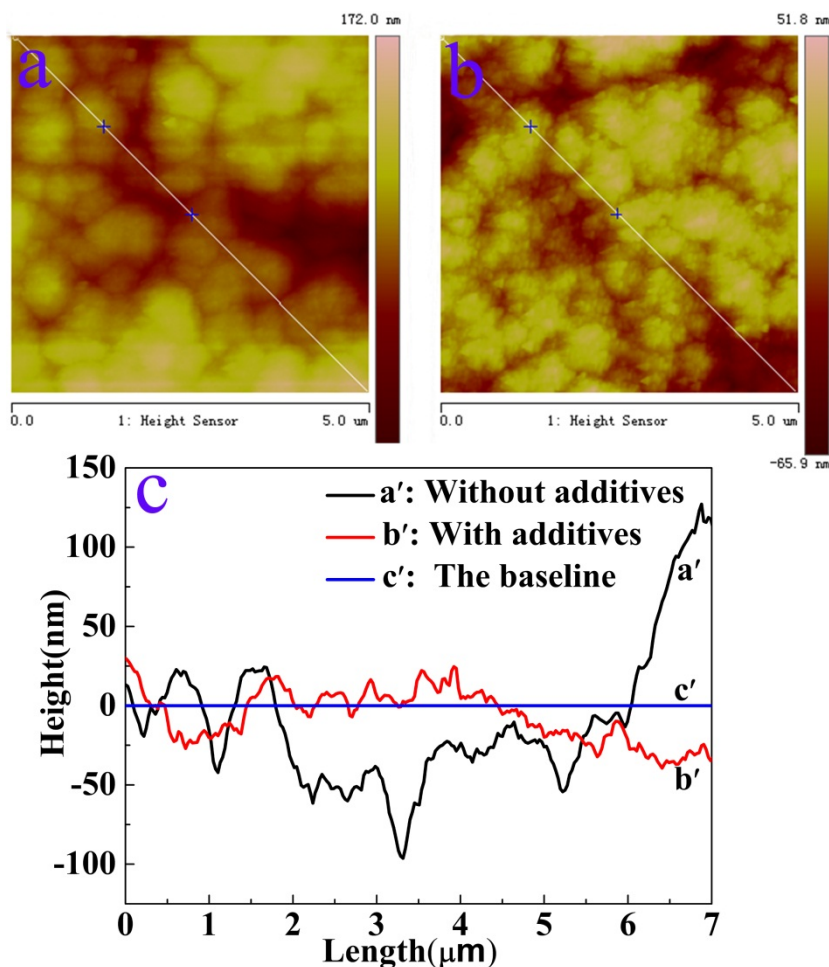 172.0 nm
51.8 nm
a
b
0.0 1: Height Sensor 5.0 um
0.0 1: Height Sensor 5.0 um
-65.9 nm
c
a′: Without additives
b′: With additives
c′: The baseline
a′
c′
b′
Height(nm)
150
100
50
0
-50
-100
0 1 2 3 4 5 6 7
Length(μm)